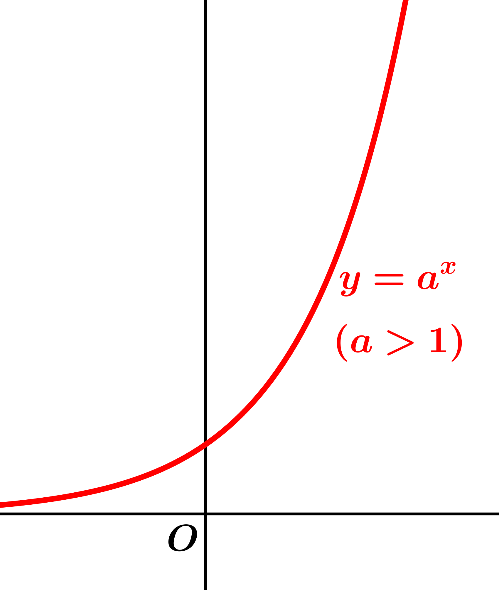 y = a^x
(a > 1)
O